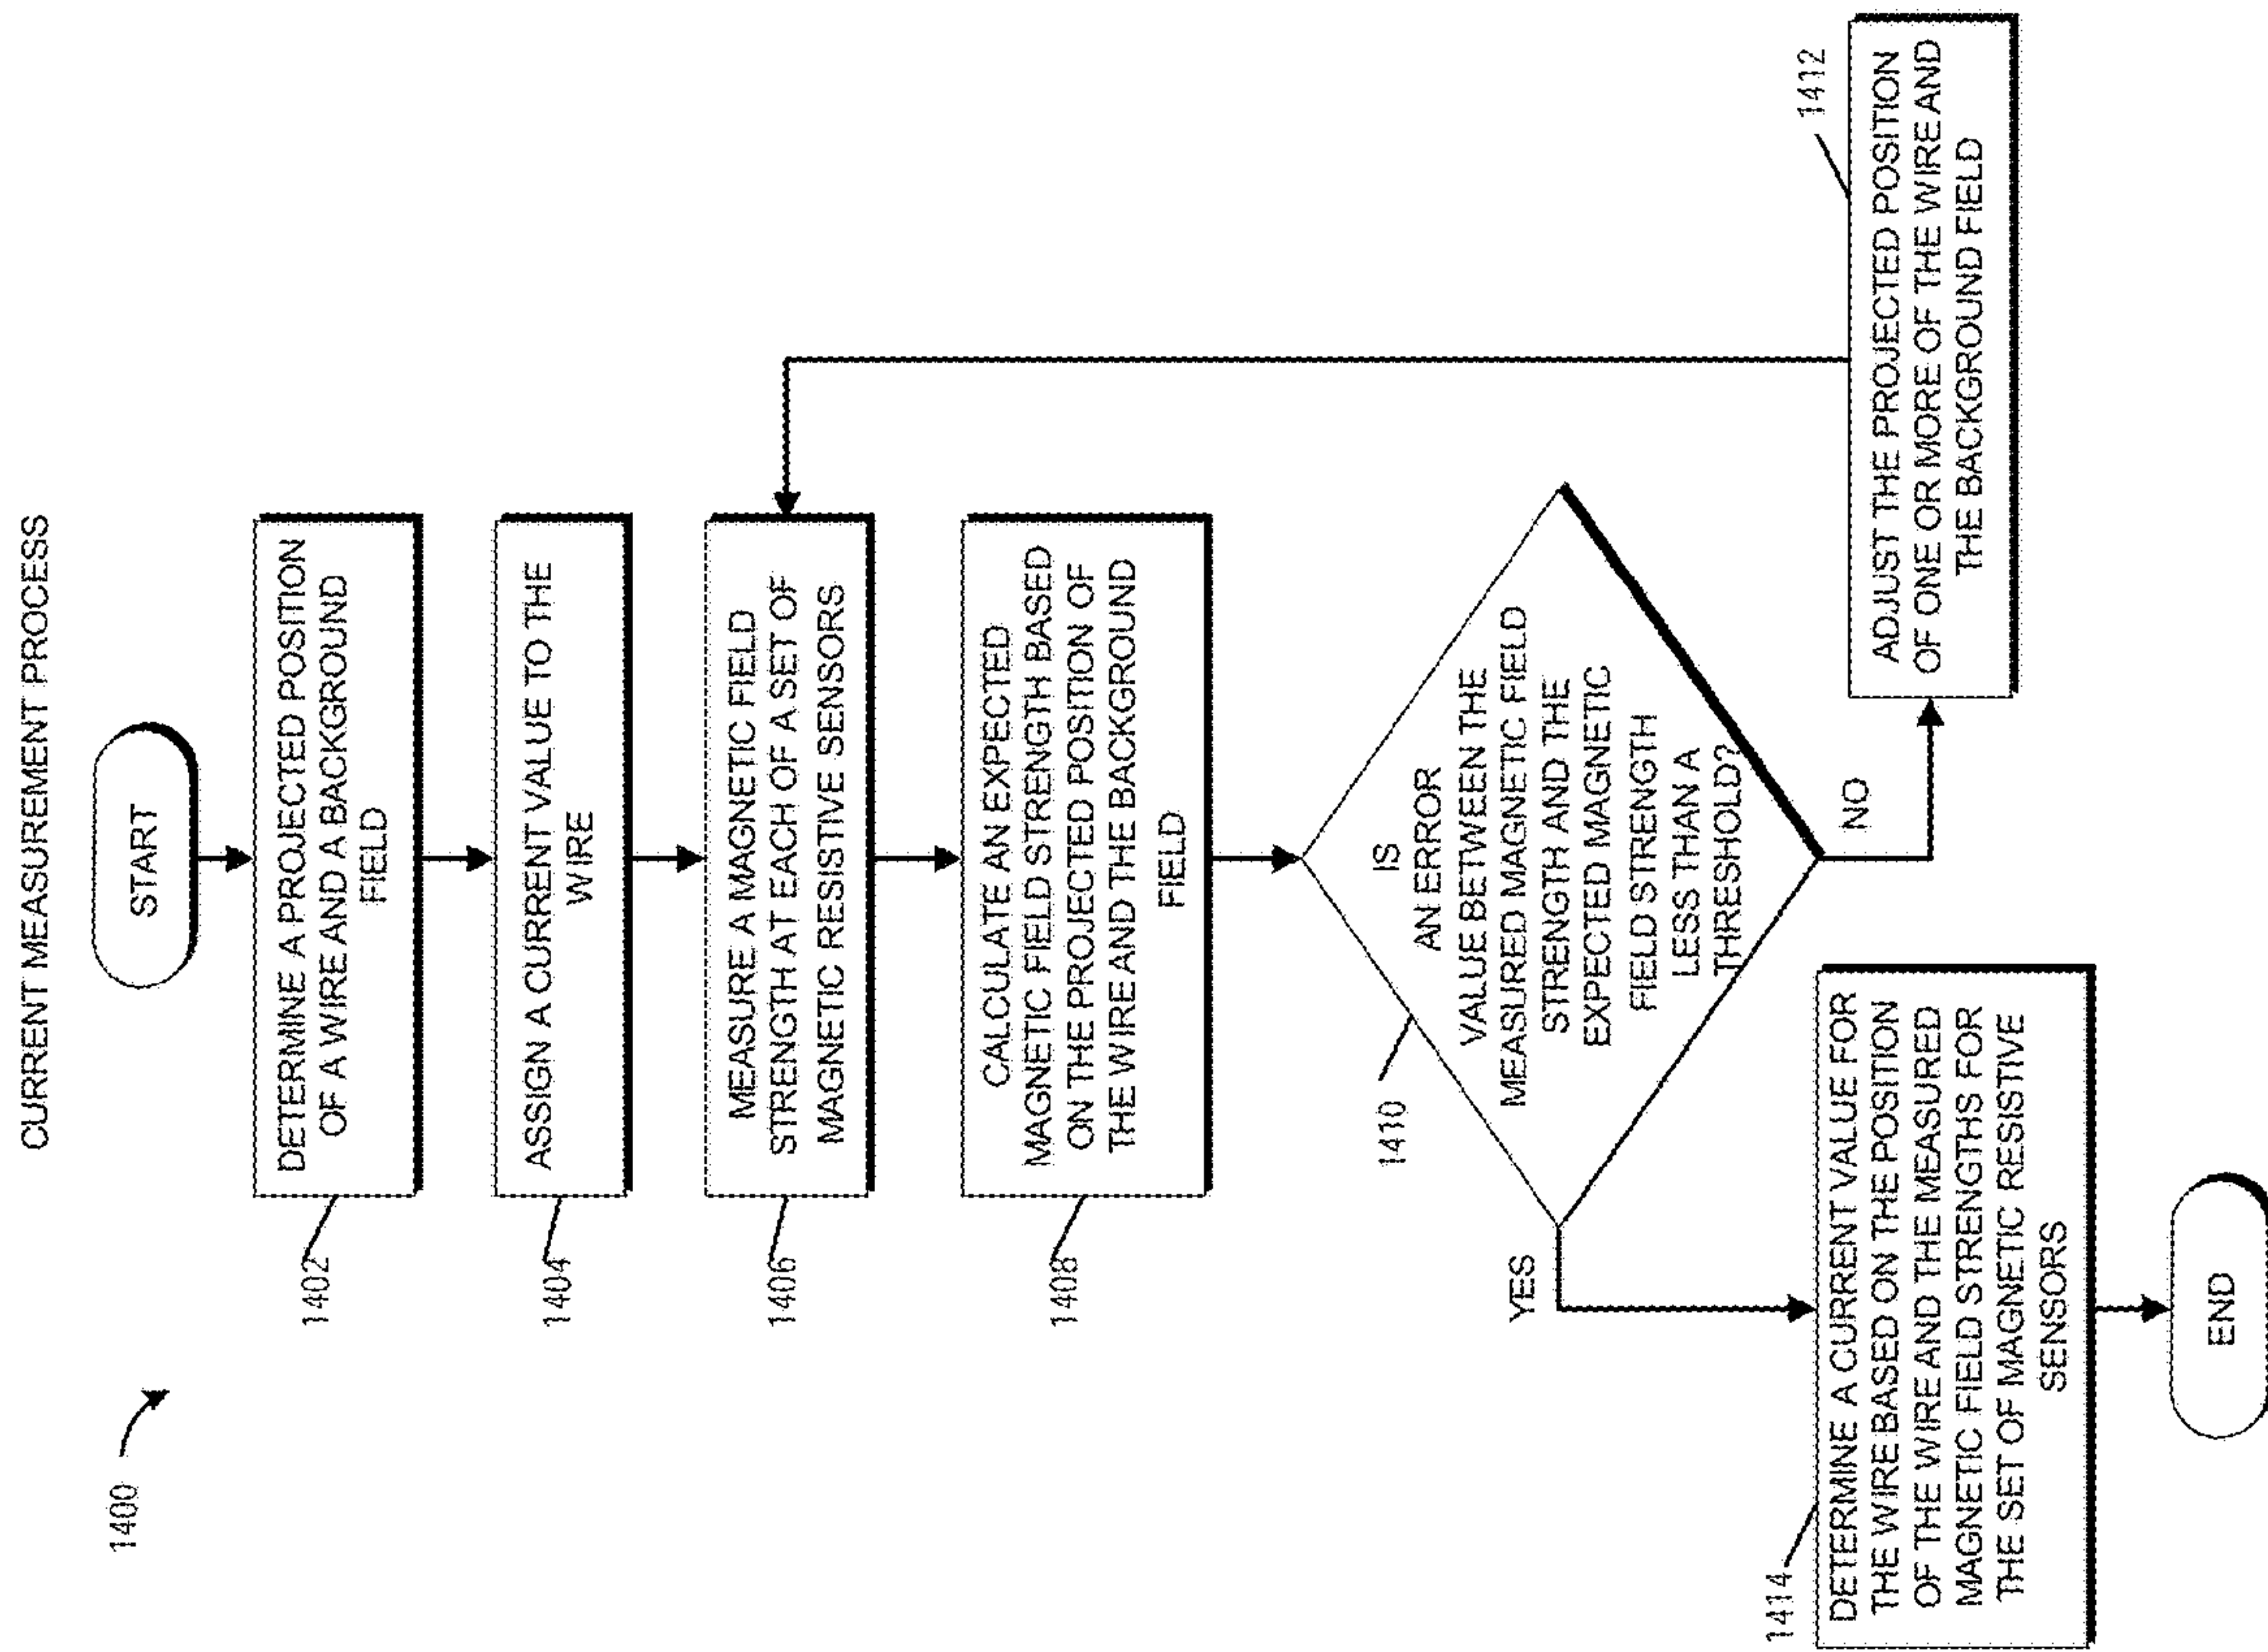 CURRENT MEASUREMENT PROCESS
1400
START
1402
DETERMINE A PROJECTED POSITION
OF A WIRE AND A BACKGROUND
FIELD
1404
ASSIGN A CURRENT VALUE TO THE
WIRE
1406
MEASURE A MAGNETIC FIELD
STRENGTH AT EACH OF A SET OF
MAGNETIC RESISTIVE SENSORS
1408
CALCULATE AN EXPECTED
MAGNETIC FIELD STRENGTH BASED
ON THE PROJECTED POSITION OF
THE WIRE AND THE BACKGROUND
FIELD
1410
IS
AN ERROR
VALUE BETWEEN THE
MEASURED MAGNETIC FIELD
STRENGTH AND THE
EXPECTED MAGNETIC
FIELD STRENGTH
LESS THAN A
THRESHOLD?
YES
NO
1412
ADJUST THE PROJECTED POSITION
OF ONE OR MORE OF THE WIRE AND
THE BACKGROUND FIELD
1414
DETERMINE A CURRENT VALUE FOR
THE WIRE BASED ON THE POSITION
OF THE WIRE AND THE MEASURED
MAGNETIC FIELD STRENGTHS FOR
THE SET OF MAGNETIC RESISTIVE
SENSORS
END